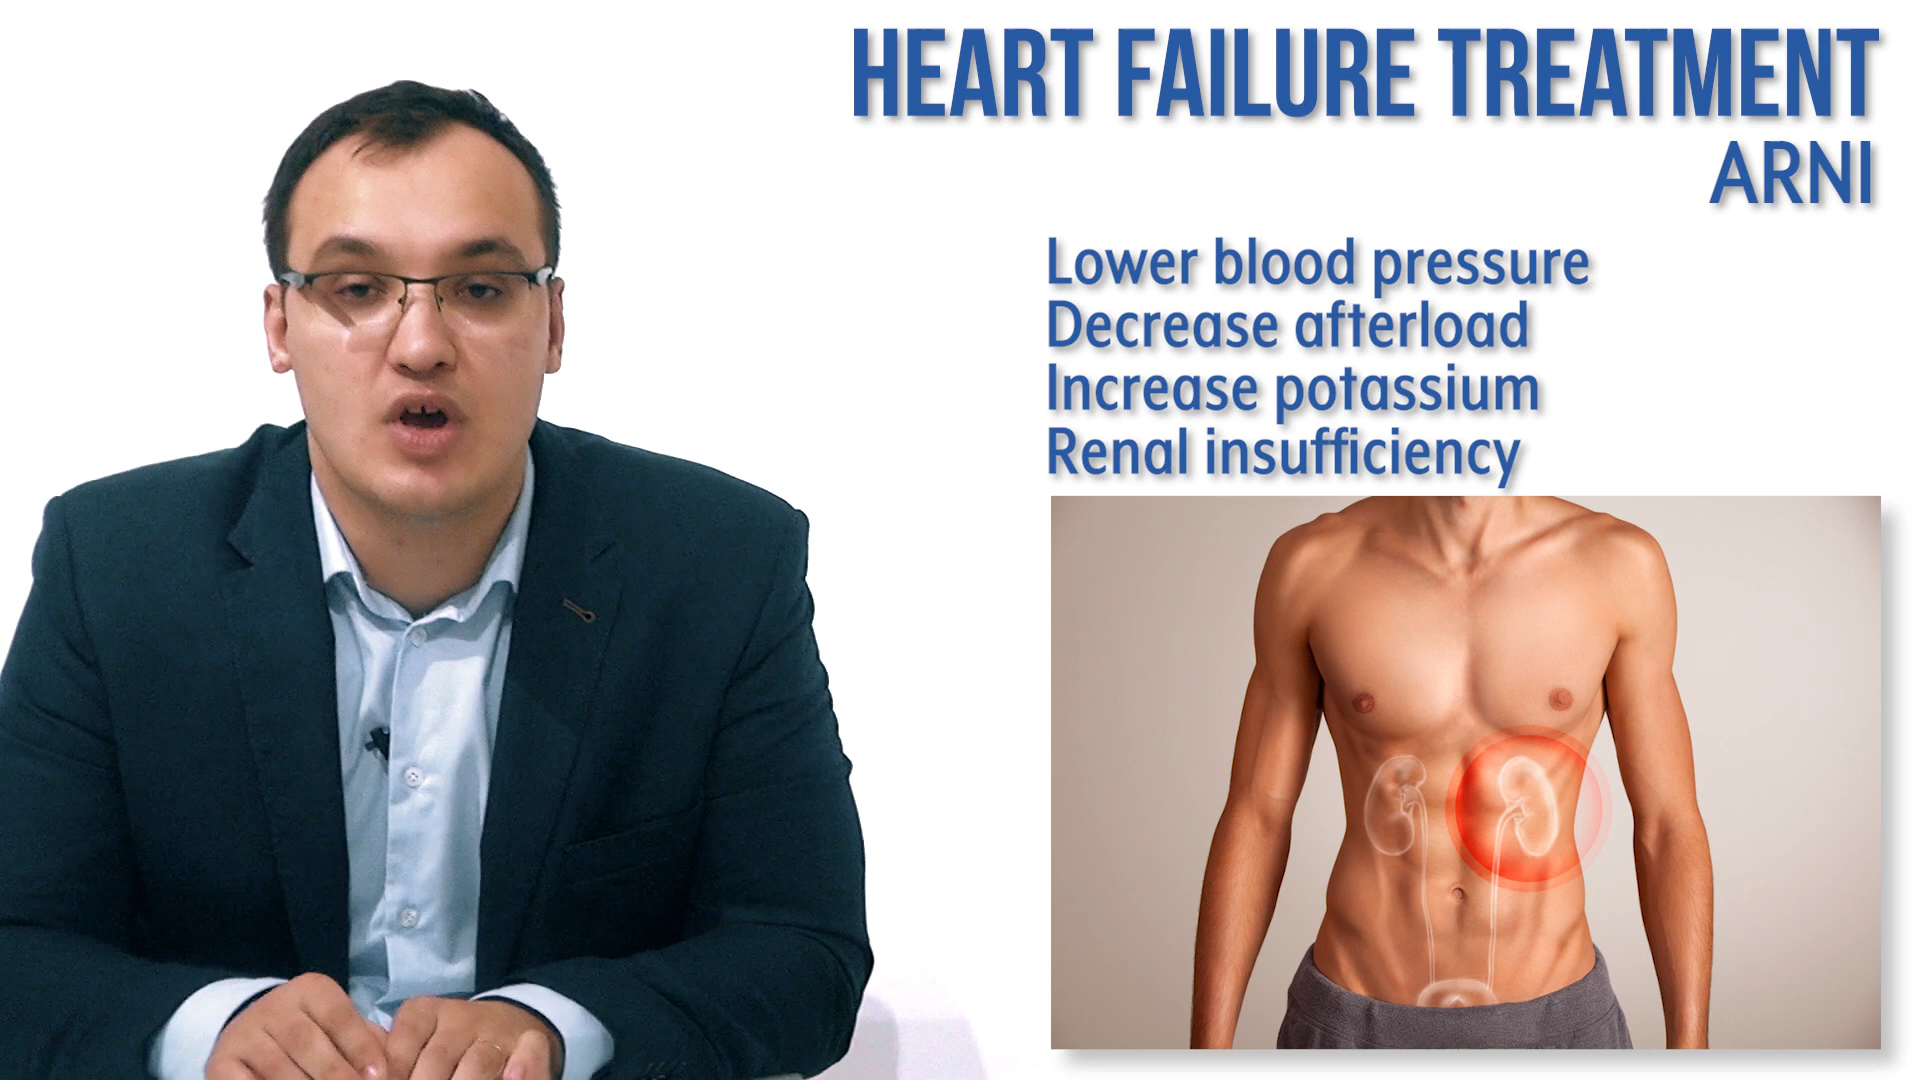 HEART FAILURE TREATMENT
ARNI
Lower blood pressure
Decrease afterload
Increase potassium
Renal insufficiency